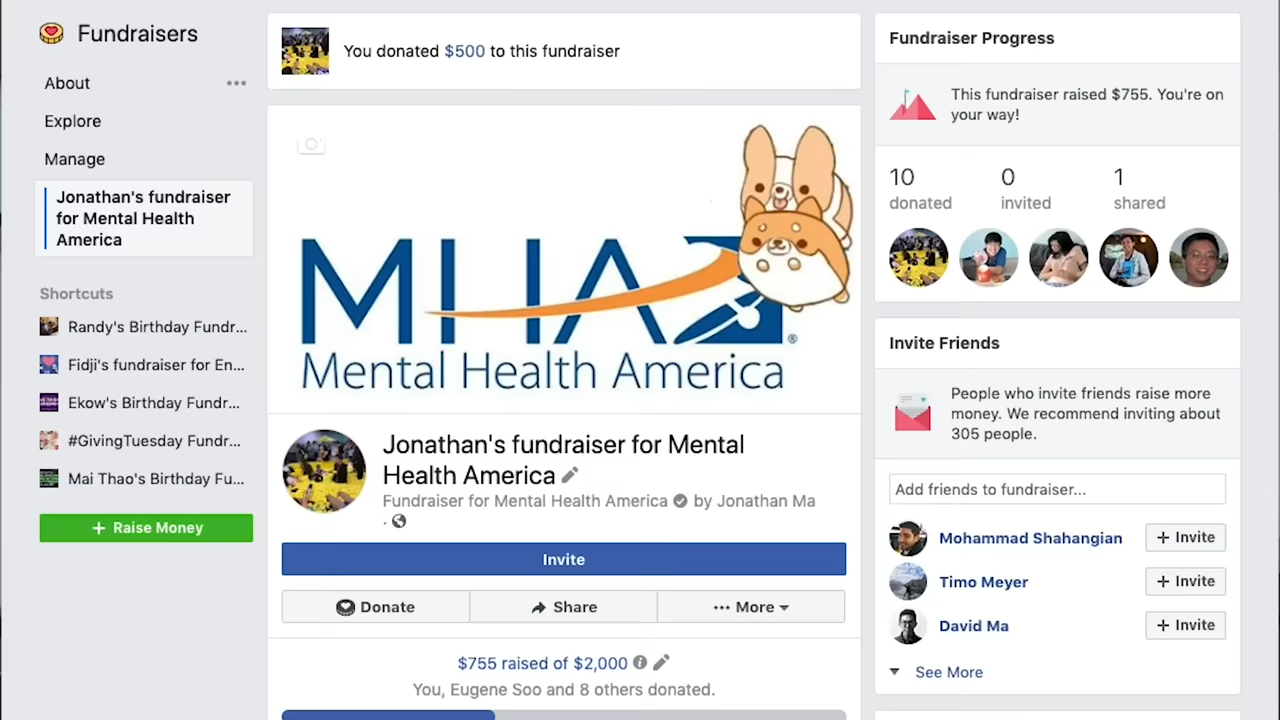 Fundraisers
About
Explore
Manage
Jonathan's fundraiser
for Mental Health
America
Shortcuts
Randy's Birthday Fundr...
Fidji's fundraiser for En...
Ekow's Birthday Fundr...
#GivingTuesday Fundr...
Mai Thao's Birthday Fu...
+ Raise Money
You donated $500 to this fundraiser
MHA
Mental Health America
Jonathan's fundraiser for Mental
Health America
Fundraiser for Mental Health America by Jonathan Ma
Invite
Donate
Share
More
$755 raised of $2,000
You, Eugene Soo and 8 others donated.
Fundraiser Progress
This fundraiser raised $755. You're on
your way!
10 0 1
donated invited shared
Invite Friends
People who invite friends raise more
money. We recommend inviting about
305 people.
Add friends to fundraiser...
Mohammad Shahangian + Invite
Timo Meyer + Invite
David Ma + Invite
See More